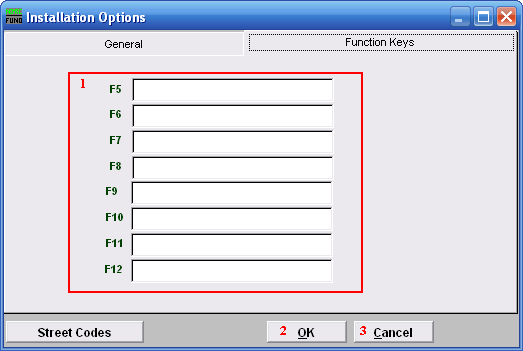 FUND Installation Options
General Function Keys
1 F5
F6
F7
F8
F9
F10
F11
F12
Street Codes 2 OK 3 Cancel